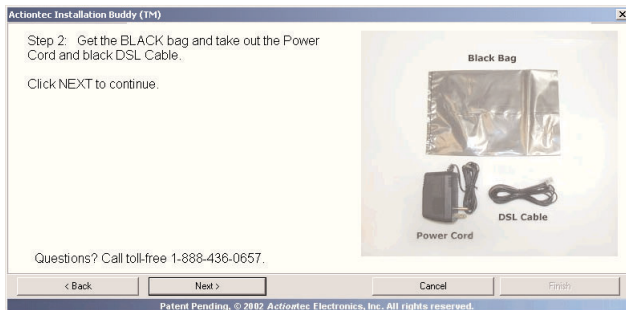 Actiontec Installation Buddy (TM)
Step 2: Get the BLACK bag and take out the Power
Cord and black DSL Cable.
Click NEXT to continue.
Black Bag
DSL Cable
Power Cord
Questions? Call toll-free 1-888-436-0657.
< Back
Next >
Cancel
Finish
Patent Pending, © 2002 Actiontec Electronics, Inc. All rights reserved.